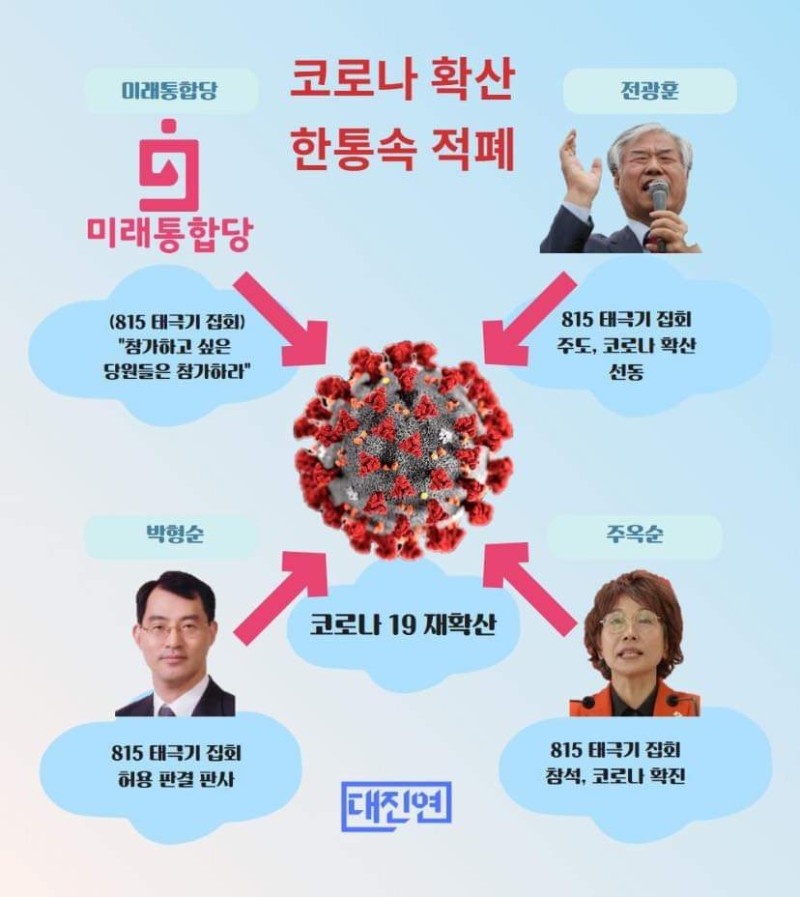 코로나 확산
한통속 적폐
미래통합당
미래통합당
(815 태극기 집회)
"참가하고 싶은
당원들은 참가하라"
전광훈
815 태극기 집회
주도, 코로나 확산
선동
박형순
815 태극기 집회
허용 판결 판사
코로나 19 재확산
주옥순
815 태극기 집회
참석, 코로나 확진
대진연